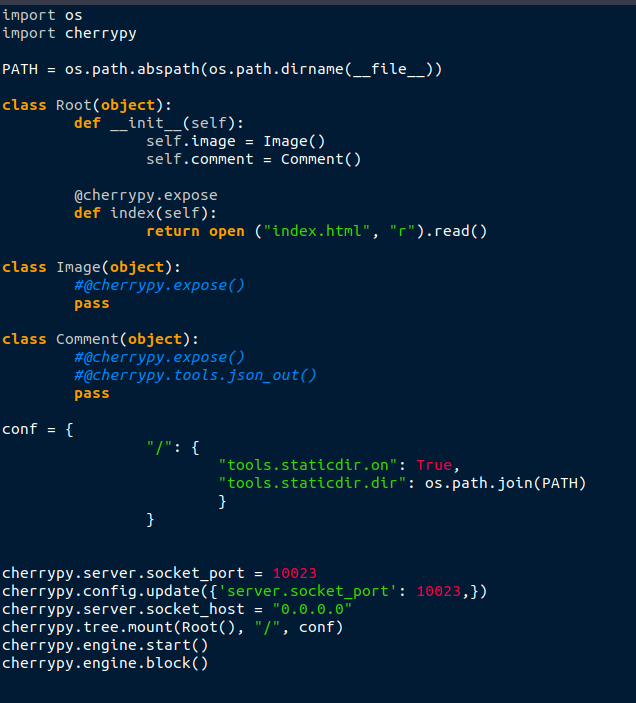 import os
import cherrypy
PATH = os.path.abspath(os.path.dirname(__file__))
class Root(object):
def __init__(self):
self.image = Image()
self.comment = Comment()
@cherrypy.expose
def index(self):
return open ("index.html", "r").read()
class Image(object):
#@cherrypy.expose()
pass
class Comment(object):
#@cherrypy.expose()
#@cherrypy.tools.json_out()
pass
conf = {
"/": {
"tools.staticdir.on": True,
"tools.staticdir.dir": os.path.join(PATH)
}
}
cherrypy.server.socket_port = 10023
cherrypy.config.update({'server.socket_port': 10023,})
cherrypy.server.socket_host = "0.0.0.0"
cherrypy.tree.mount(Root(), "/", conf)
cherrypy.engine.start()
cherrypy.engine.block()